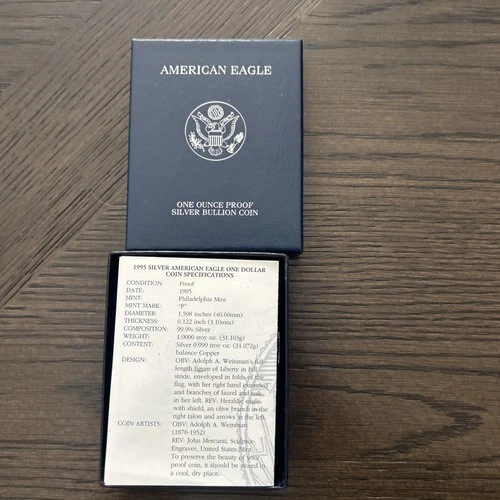 AMERICAN EAGLE
ONE OUNCE PROOF
SILVER BULLION COIN
1995 SILVER AMERICAN EAGLE ONE DOLLAR
COIN SPECIFICATIONS
CONDITION: Proof
DATE: 1995
MINT: Philadelphia Mint
MINT MARK: "P"
DIAMETER: 1.598 inches (40.60mm)
THICKNESS: 0.122 inch (3.10mm)
COMPOSITION: 99.9% Silver
WEIGHT: 1.0000 troy oz. (31.103g)
CONTENT: Silver 0.999 troy oz. (31.072g)
balance Copper
DESIGN: OBV: Adolph A. Weinman's full-
length figure of Liberty in full
stride, enveloped in folds of the
flag, with her right hand extended
and branches of laurel and oak
in her left. REV: Heraldic eagle
with shield, an olive branch in the
right talon and arrows in the left.
COIN ARTISTS: OBV: Adolph A. Weinman
(1870-1952)
REV: John Mercanti, Sculptor-
Engraver, United States Mint
To preserve the beauty of your
proof coin, it should be stored in
a cool, dry place.